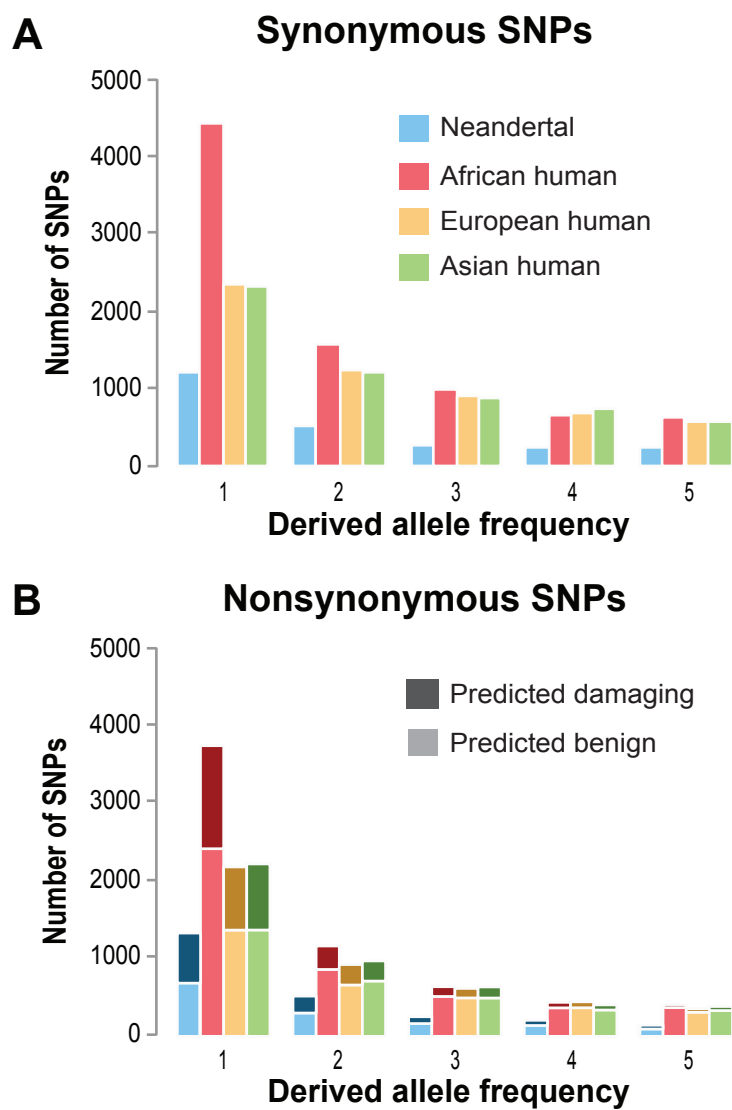 A
Synonymous SNPs
Number of SNPs
5000
4000
3000
2000
1000
0
Neandertal
African human
European human
Asian human
1 2 3 4 5
Derived allele frequency
B
Nonsynonymous SNPs
Number of SNPs
5000
4000
3000
2000
1000
0
Predicted damaging
Predicted benign
1 2 3 4 5
Derived allele frequency